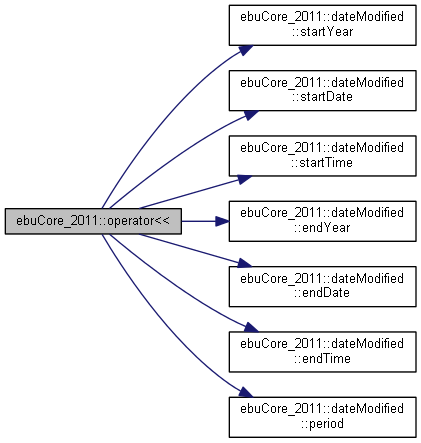 ebuCore_2011::dateModified
::startYear
ebuCore_2011::dateModified
::startDate
ebuCore_2011::dateModified
::startTime
ebuCore_2011::operator<<
ebuCore_2011::dateModified
::endYear
ebuCore_2011::dateModified
::endDate
ebuCore_2011::dateModified
::endTime
ebuCore_2011::dateModified
::period